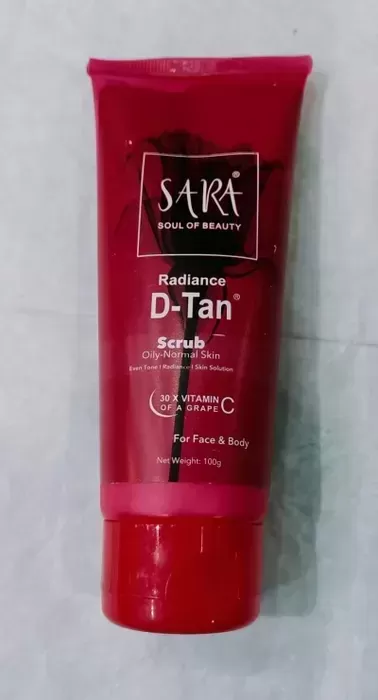 SARA®
SOUL OF BEAUTY
Radiance
D-Tan®
Scrub
Oily-Normal Skin
Even Tone I Radiance I Skin Solution
30 X VITAMIN C
OF A GRAPE
For Face & Body
Net Weight: 100g